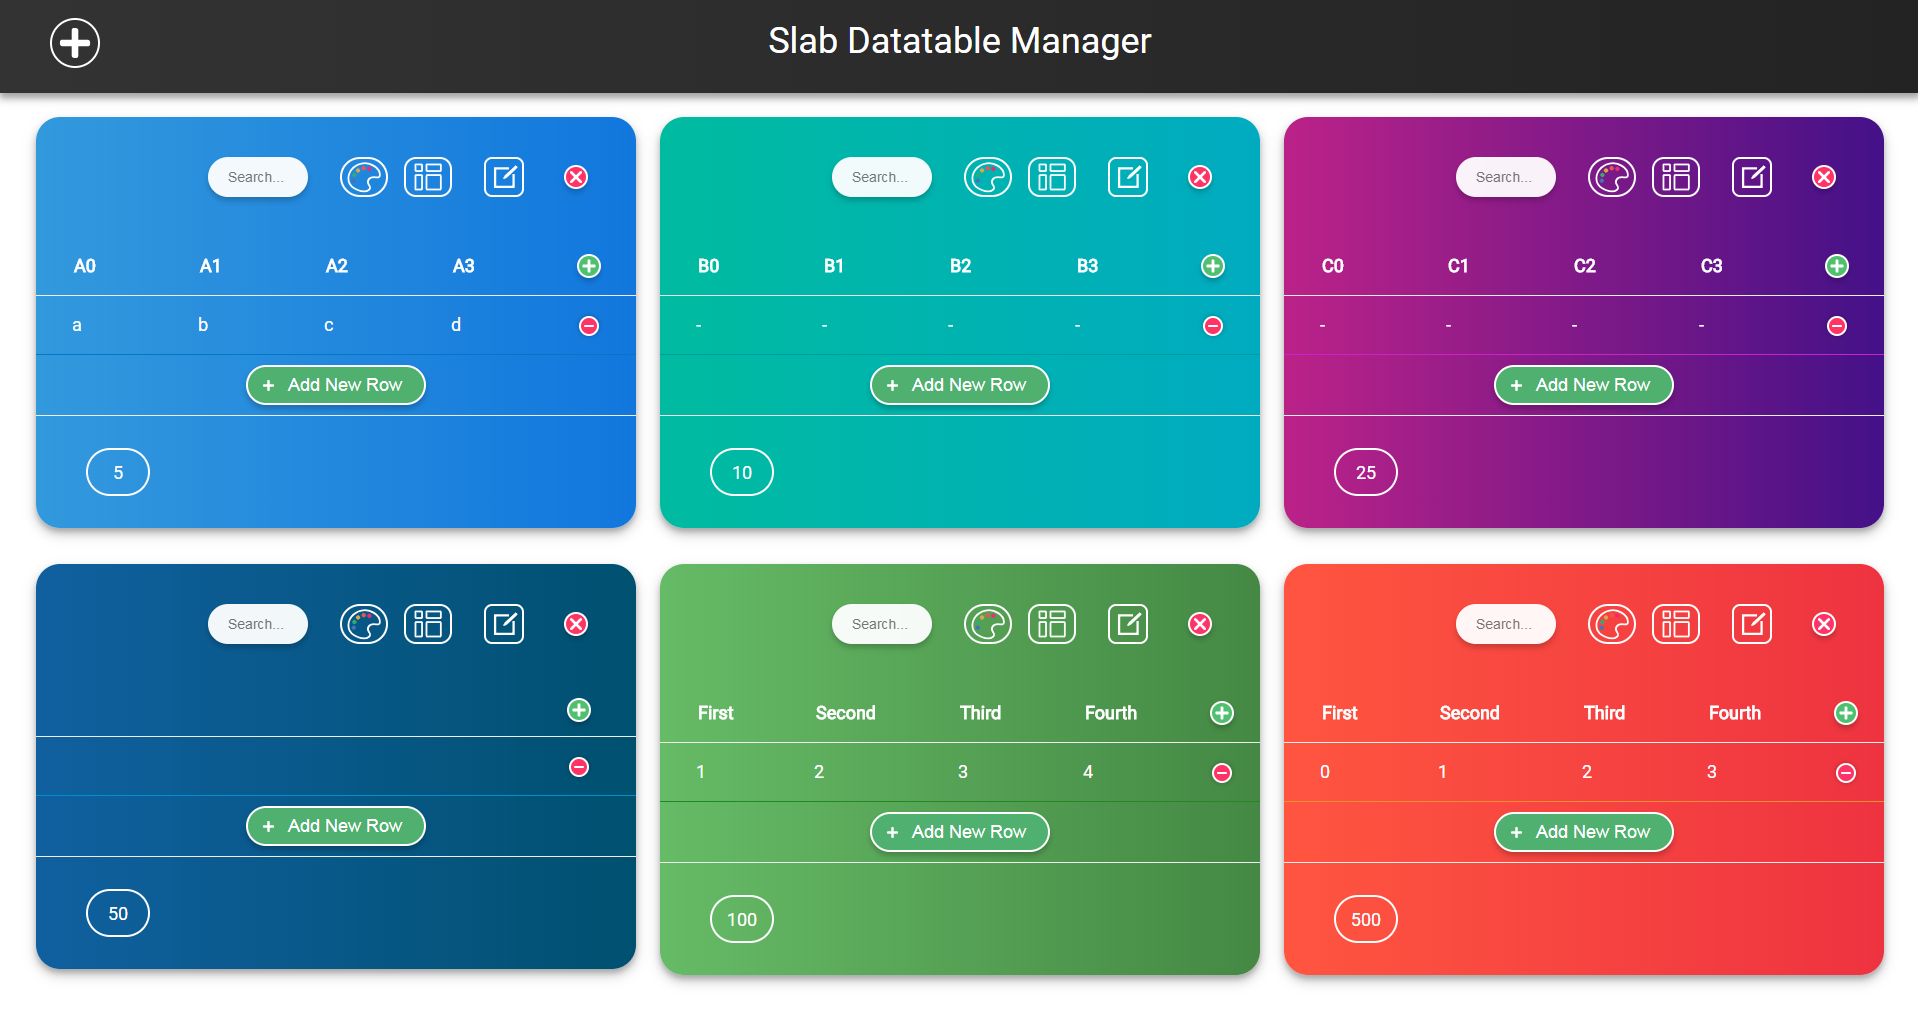 Slab Datatable Manager
Search...
A0 A1 A2 A3
a b c d
+ Add New Row
5
Search...
B0 B1 B2 B3
- - - -
+ Add New Row
10
Search...
C0 C1 C2 C3
- - - -
+ Add New Row
25
Search...
+ Add New Row
50
Search...
First Second Third Fourth
1 2 3 4
+ Add New Row
100
Search...
First Second Third Fourth
0 1 2 3
+ Add New Row
500